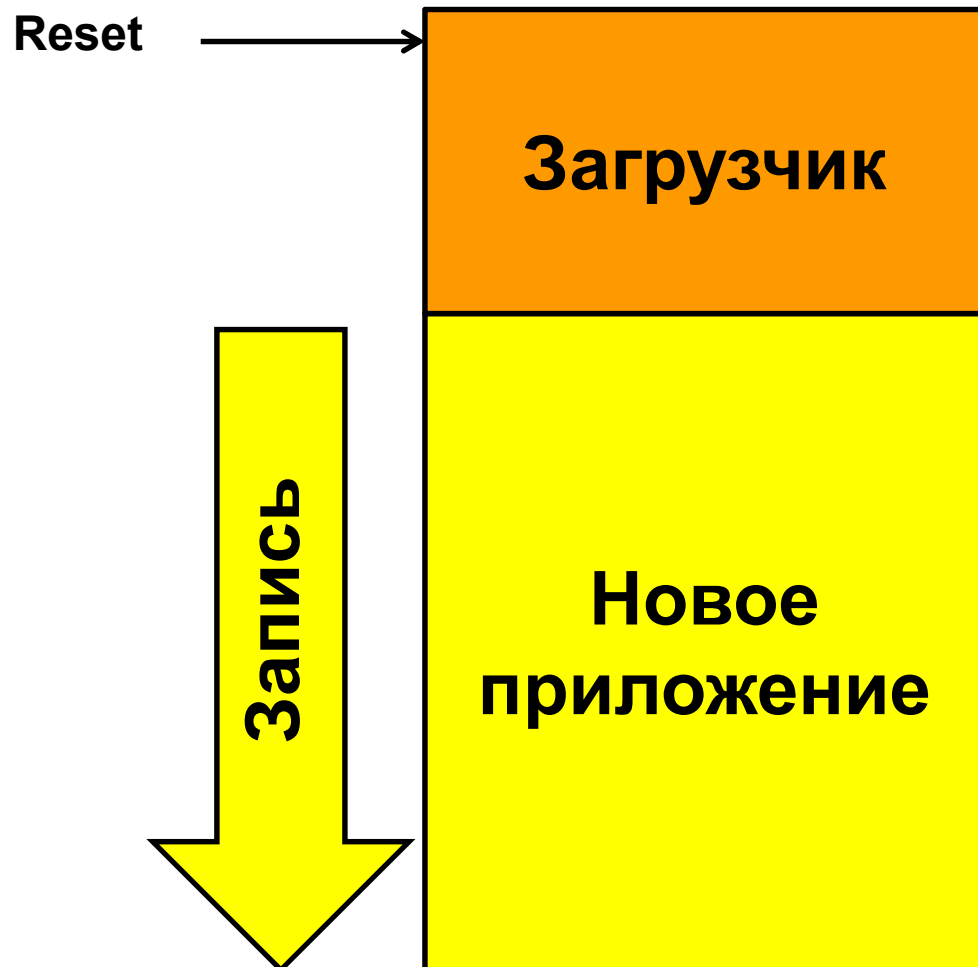 Reset
Загрузчик
Запись
Новое
приложение